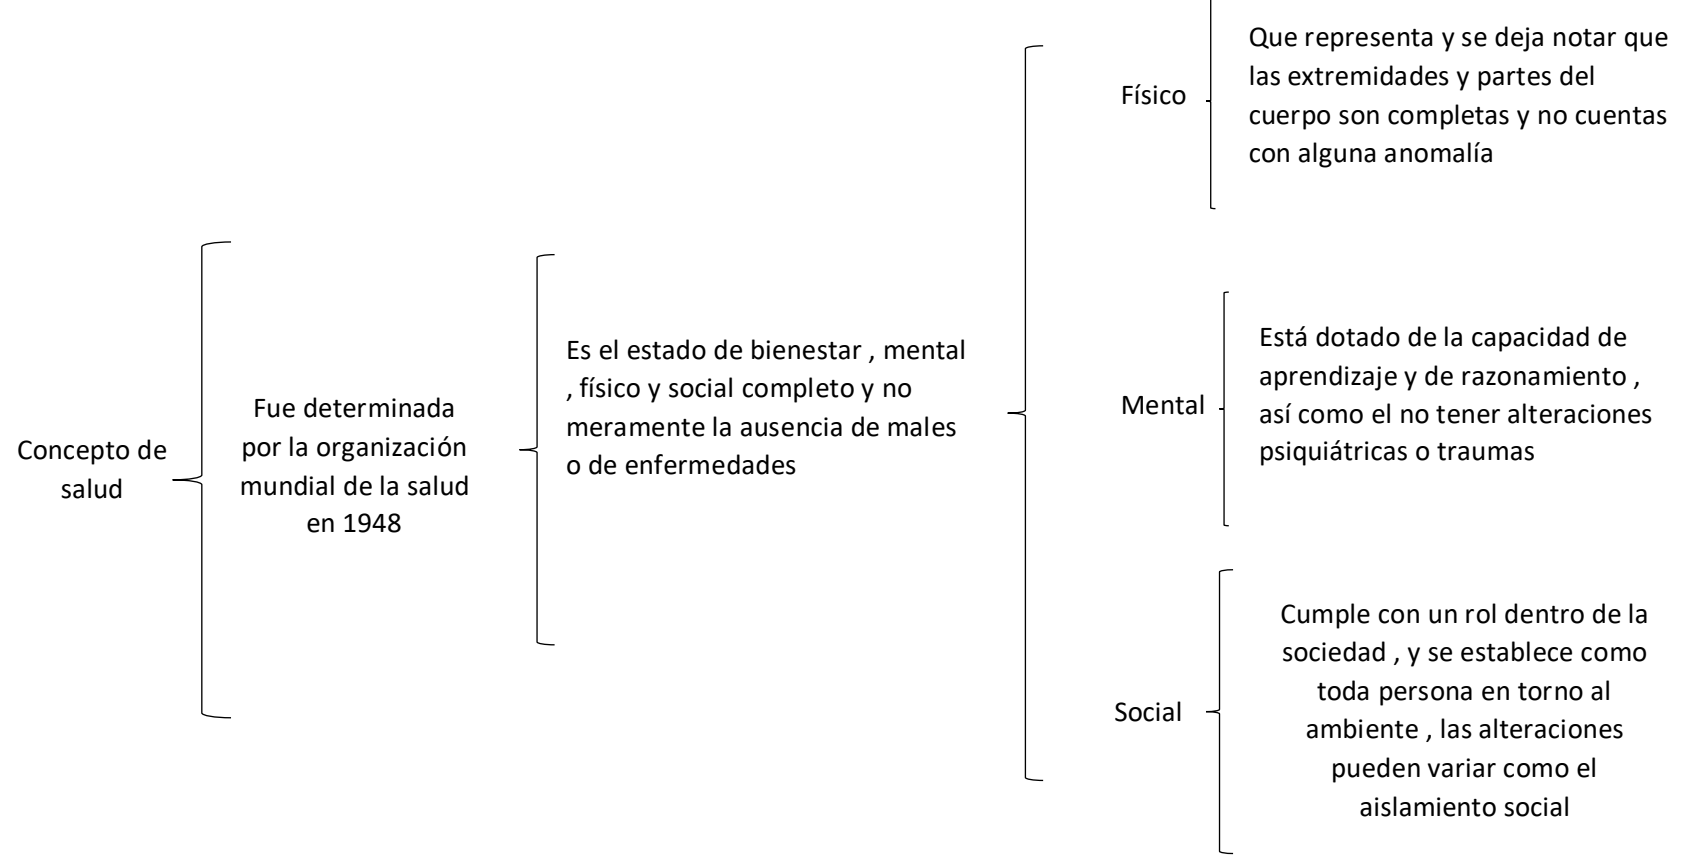 Concepto de
salud
Fue determinada
por la organización
mundial de la salud
en 1948
Es el estado de bienestar , mental
, físico y social completo y no
meramente la ausencia de males
o de enfermedades
Físico
Que representa y se deja notar que
las extremidades y partes del
cuerpo son completas y no cuentas
con alguna anomalía
Mental
Está dotado de la capacidad de
aprendizaje y de razonamiento ,
así como el no tener alteraciones
psiquiátricas o traumas
Social
Cumple con un rol dentro de la
sociedad , y se establece como
toda persona en torno al
ambiente , las alteraciones
pueden variar como el
aislamiento social